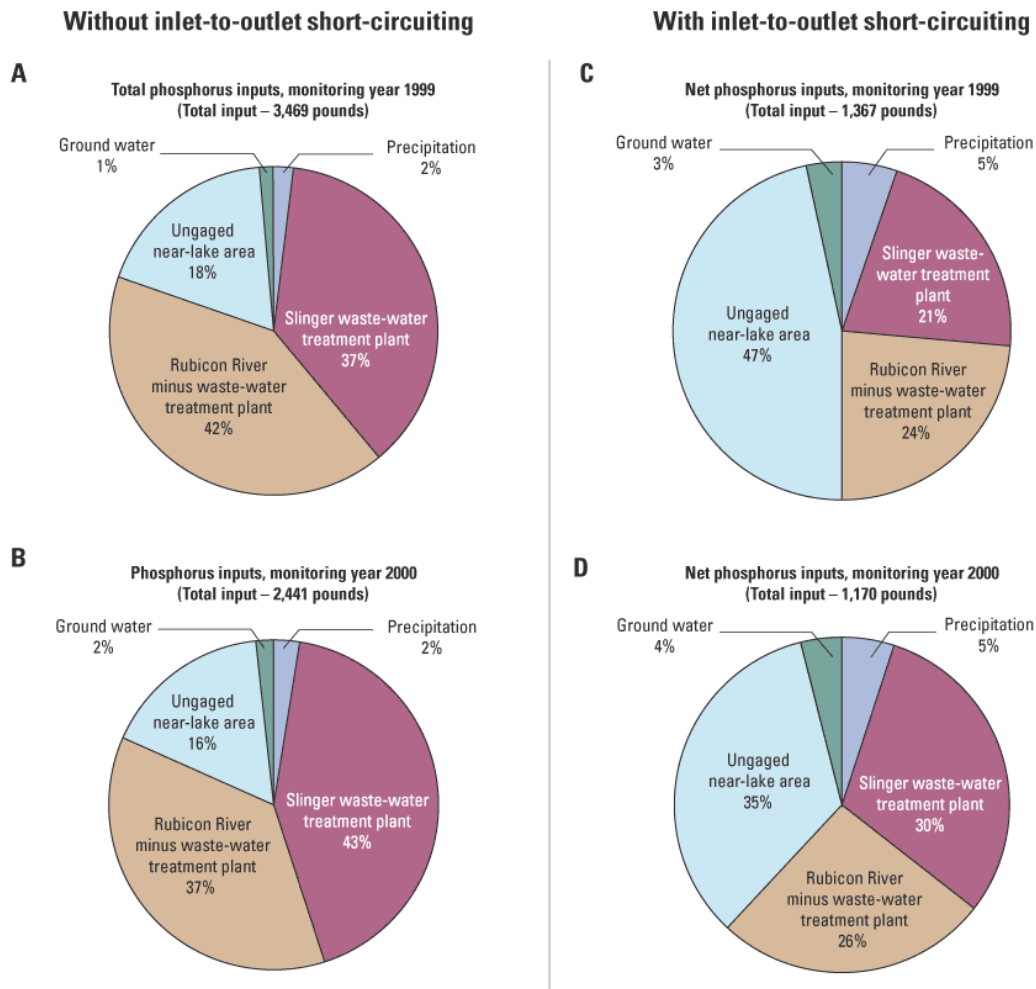 Without inlet-to-outlet short-circuiting
With inlet-to-outlet short-circuiting
A
Total phosphorus inputs, monitoring year 1999
(Total input – 3,469 pounds)
Ground water
1%
Precipitation
2%
Ungaged
near-lake area
18%
Slinger waste-water
treatment plant
37%
Rubicon River
minus waste-water
treatment plant
42%
C
Net phosphorus inputs, monitoring year 1999
(Total input – 1,367 pounds)
Ground water
3%
Precipitation
5%
Slinger waste-
water treatment
plant
21%
Ungaged
near-lake area
47%
Rubicon River
minus waste-water
treatment plant
24%
B
Phosphorus inputs, monitoring year 2000
(Total input – 2,441 pounds)
Ground water
2%
Precipitation
2%
Ungaged
near-lake area
16%
Slinger waste-water
treatment plant
43%
Rubicon River
minus waste-water
treatment plant
37%
D
Net phosphorus inputs, monitoring year 2000
(Total input – 1,170 pounds)
Ground water
4%
Precipitation
5%
Ungaged
near-lake area
35%
Slinger waste-water
treatment plant
30%
Rubicon River
minus waste-water
treatment plant
26%